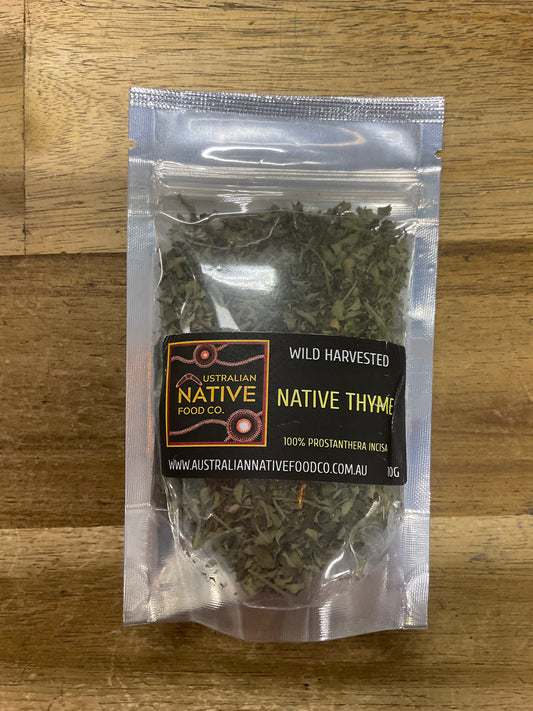 WILD HARVESTED
AUSTRALIAN
NATIVE
FOOD CO.
NATIVE THYME
100% PROSTANTHERA INCISA
WWW.AUSTRALIANNATIVEFOODCO.COM.AU